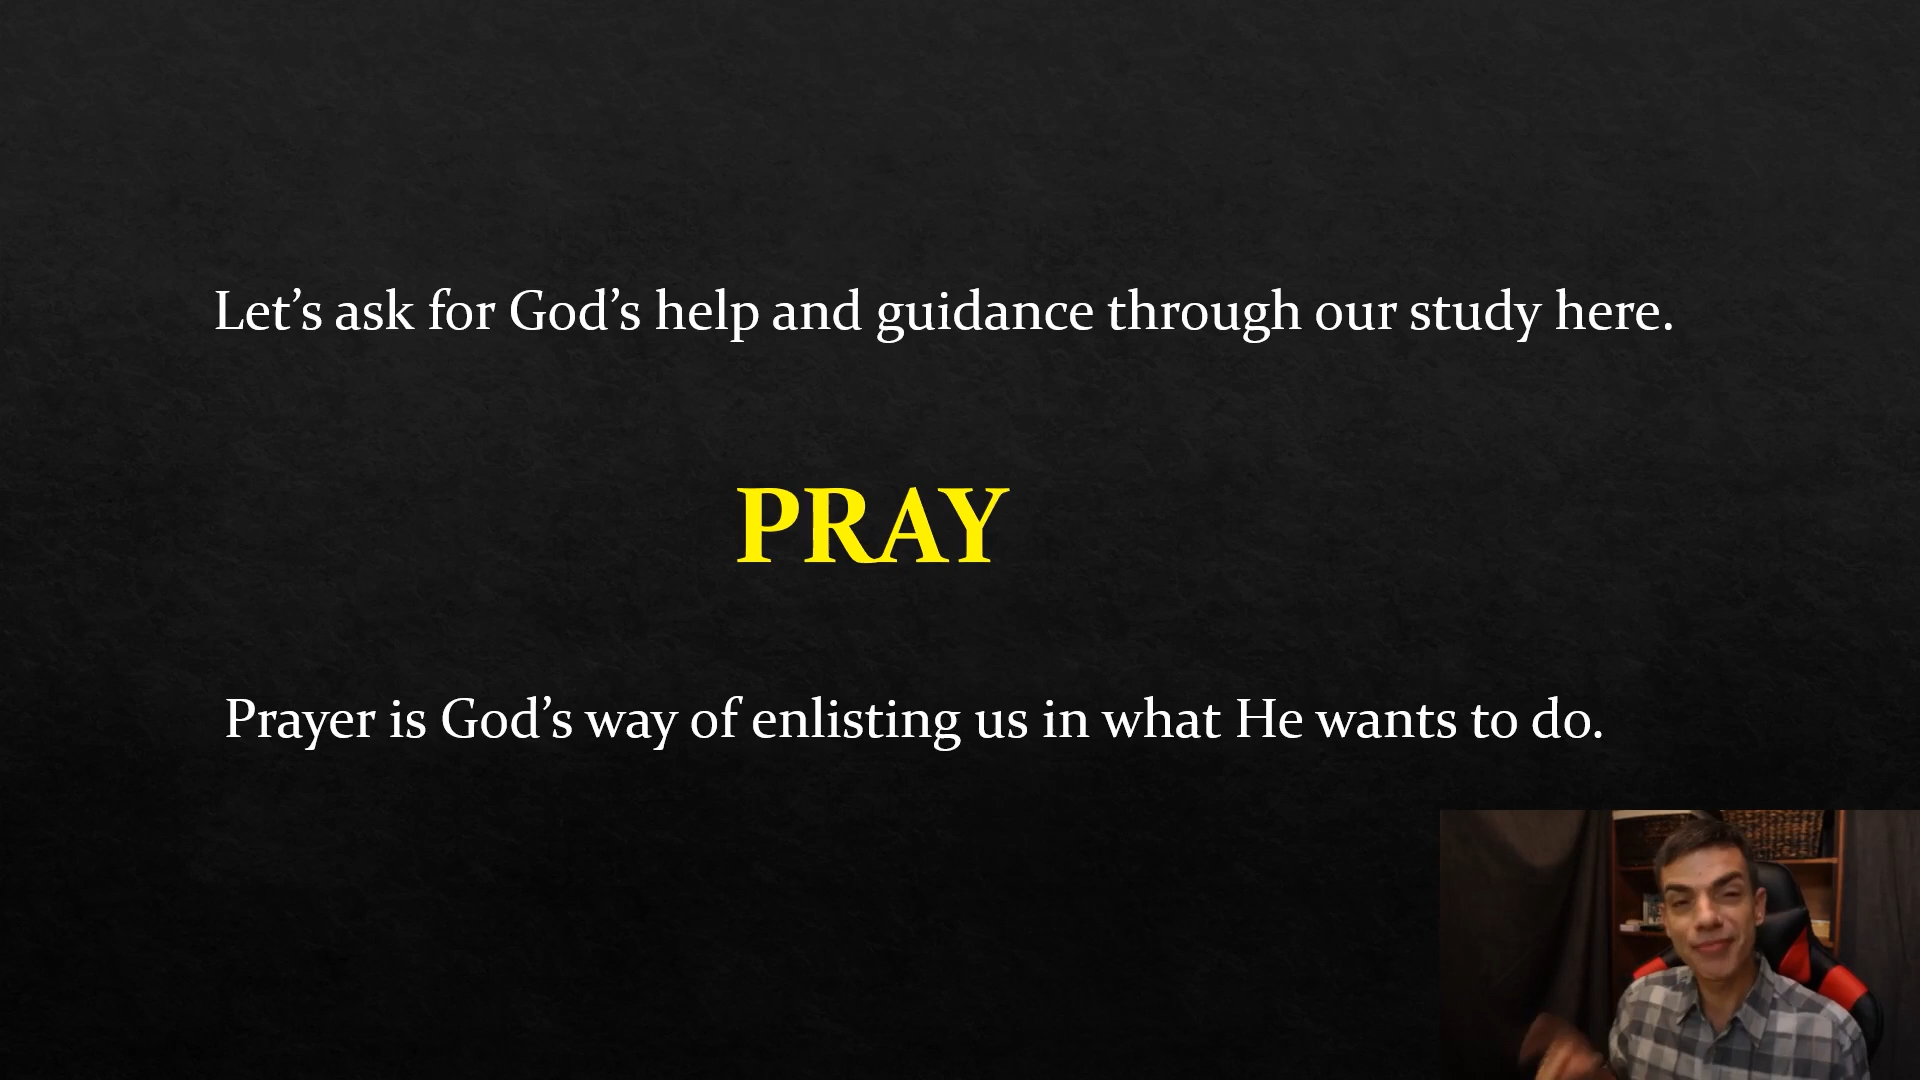 Let’s ask for God’s help and guidance through our study here.
PRAY
Prayer is God’s way of enlisting us in what He wants to do.